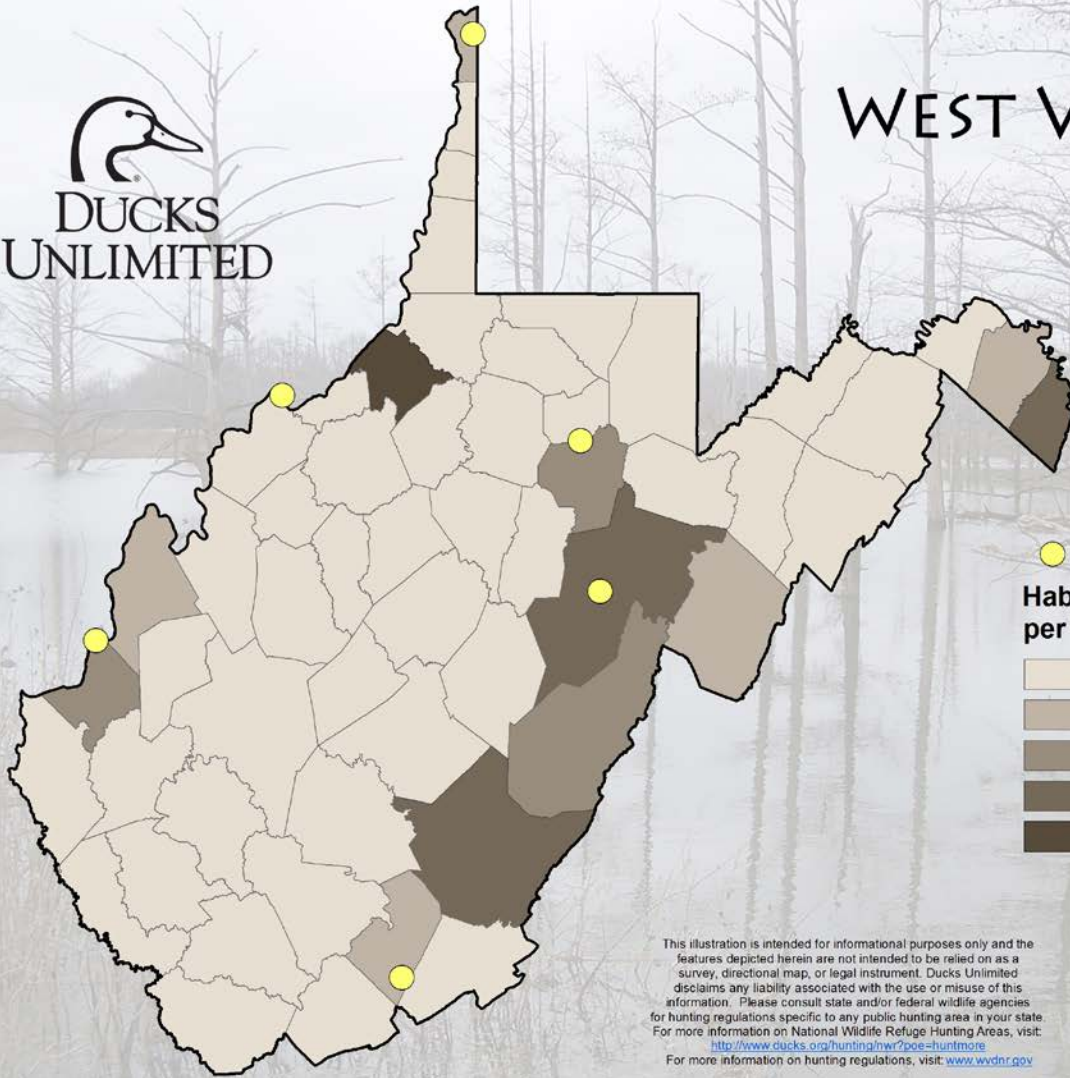 WEST V
DUCKS
UNLIMITED
Hab
per
This illustration is intended for informational purposes only and the
features depicted herein are not intended to be relied on as a
survey, directional map, or legal instrument. Ducks Unlimited
disclaims any liability associated with the use or misuse of this
information. Please consult state and/or federal wildlife agencies
for hunting regulations specific to any public hunting area in your state.
For more information on National Wildlife Refuge Hunting Areas, visit:
http://www.ducks.org/hunting/nwr?poe=huntmore
For more information on hunting regulations, visit: www.wvdnr.gov